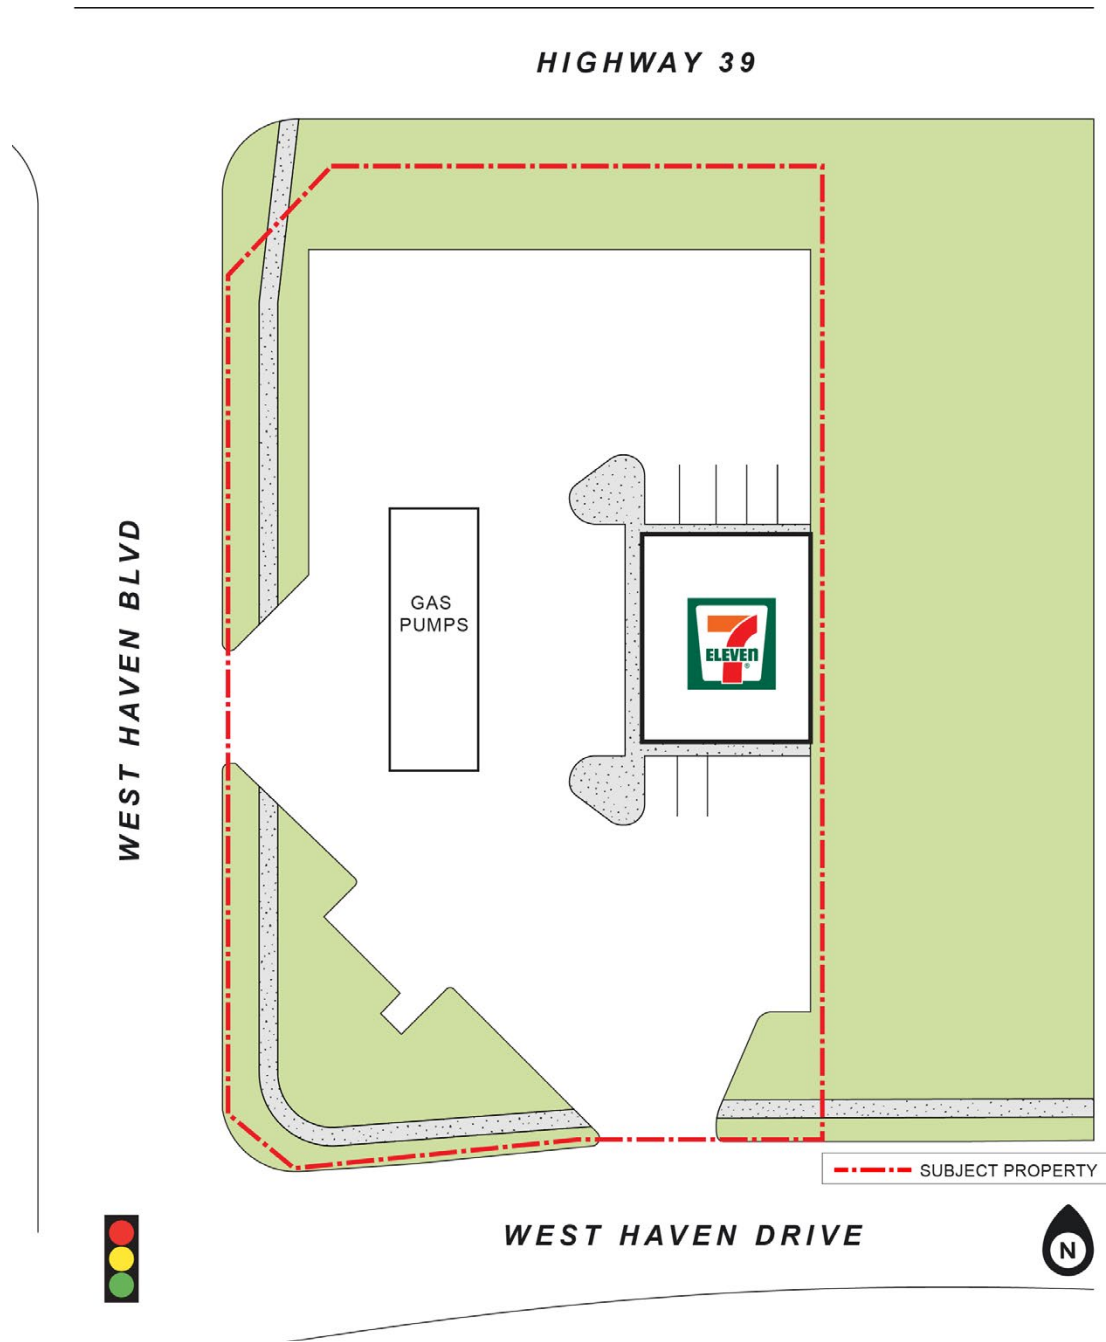 HIGHWAY 39
WEST HAVEN BLVD
GAS
PUMPS
7
ELEVEn
®
SUBJECT PROPERTY
WEST HAVEN DRIVE
N